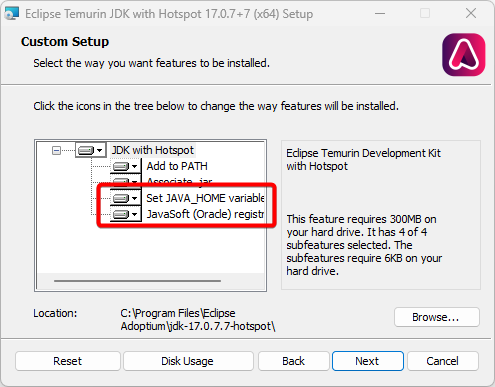 Eclipse Temurin JDK with Hotspot 17.0.7+7 (x64) Setup
Custom Setup
Select the way you want features to be installed.
Click the icons in the tree below to change the way features will be installed.
JDK with Hotspot
Add to PATH
Associate .jar
Set JAVA_HOME variable
JavaSoft (Oracle) regist
Eclipse Temurin Development Kit
with Hotspot
This feature requires 300MB on
your hard drive. It has 4 of 4
subfeatures selected. The
subfeatures require 6KB on your
hard drive.
Location:
C:\Program Files\Eclipse
Adoptium\jdk-17.0.7.7-hotspot\
Browse...
Reset
Disk Usage
Back
Next
Cancel